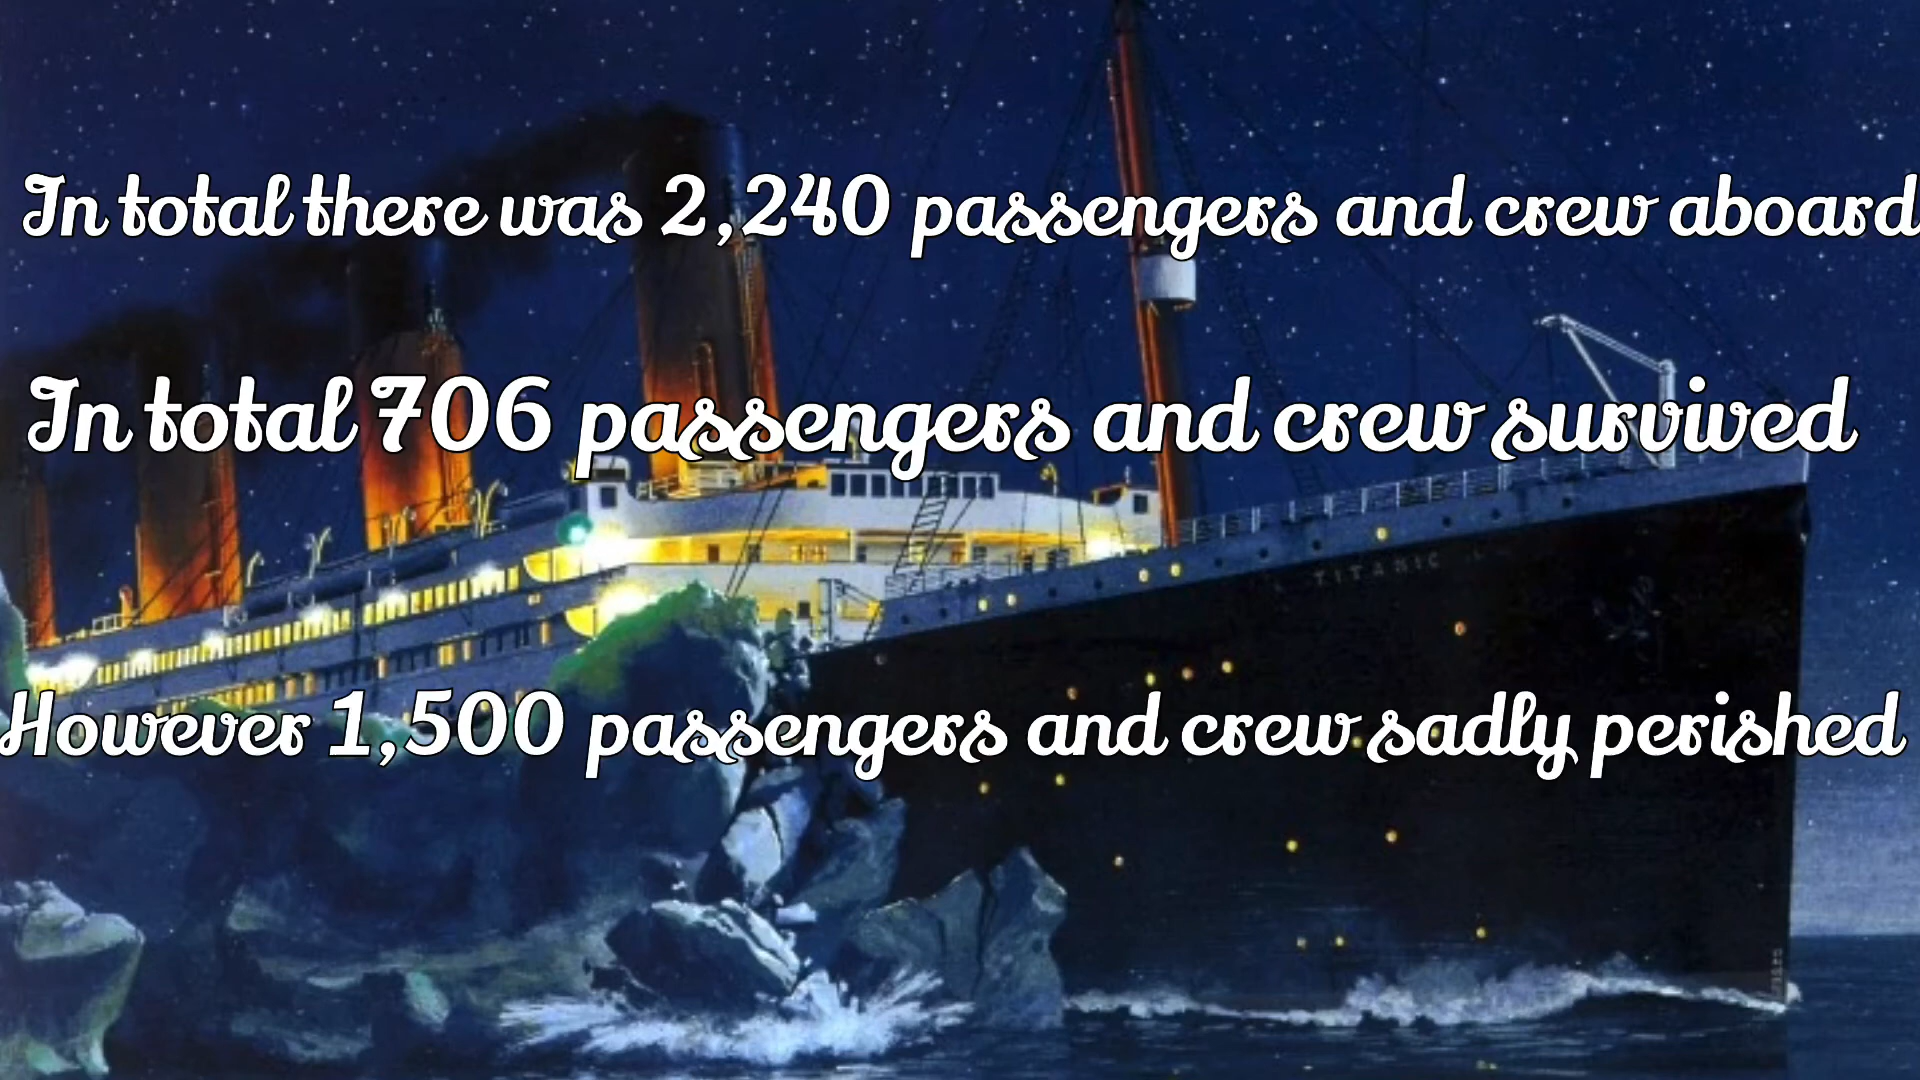 In total there was 2,240 passengers and crew aboard
In total 706 passengers and crew survived
TITANIC
However 1,500 passengers and crew sadly perished